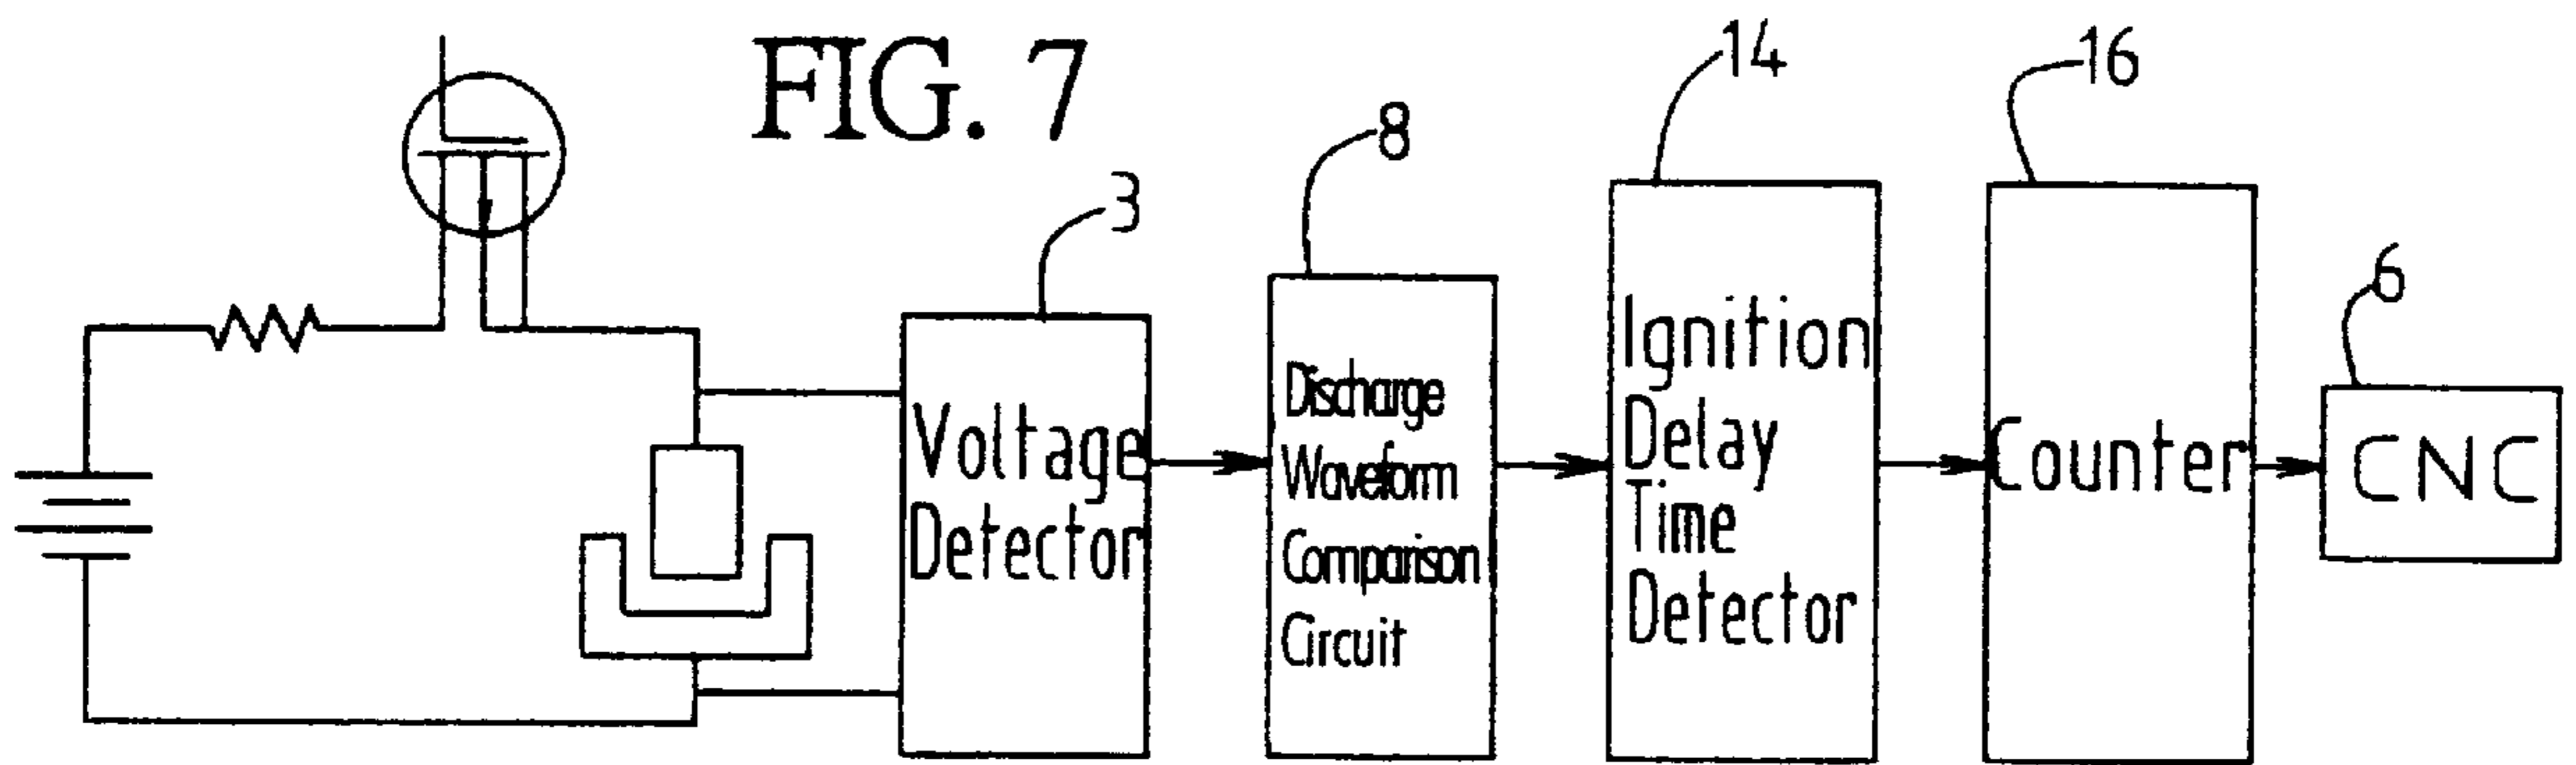 FIG. 7
3
8
14
16
6
Voltage
Detector
Discharge
Waveform
Comparison
Circuit
Ignition
Delay
Time
Detector
Counter
CNC